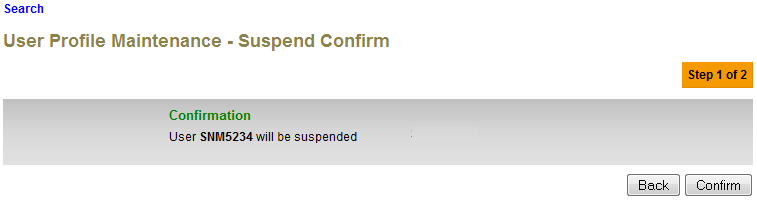 Search
User Profile Maintenance - Suspend Confirm
Step 1 of 2
Confirmation
User SNM5234 will be suspended
Back Confirm